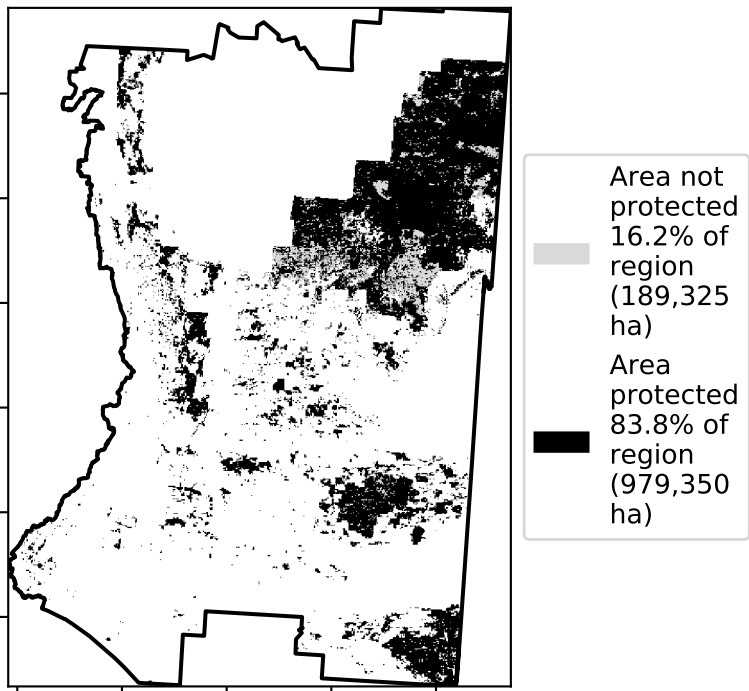 Area not
protected
16.2% of
region
(189,325
ha)
Area
protected
83.8% of
region
(979,350
ha)